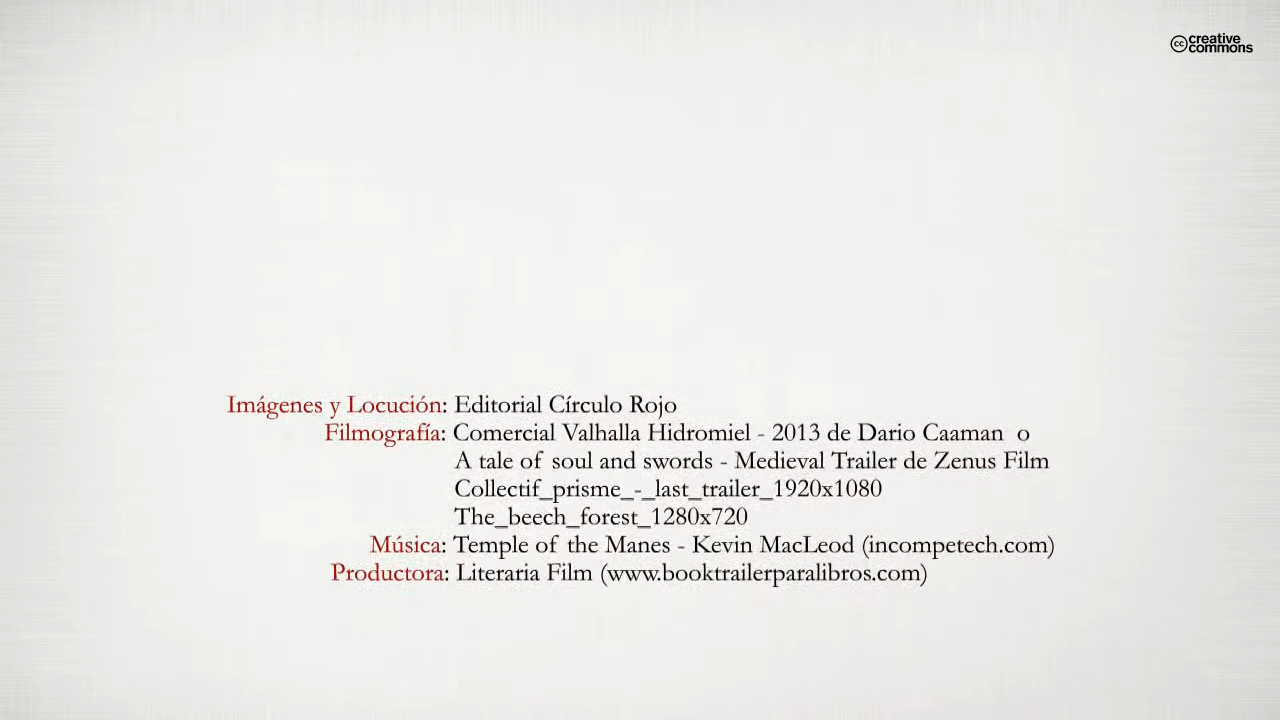 creative
commons
Imágenes y Locución: Editorial Círculo Rojo
Filmografía: Comercial Valhalla Hidromiel - 2013 de Dario Caaman o
A tale of soul and swords - Medieval Trailer de Zenus Film
Collectif_prisme_-_last_trailer_1920x1080
The_beech_forest_1280x720
Música: Temple of the Manes - Kevin MacLeod (incompetech.com)
Productora: Literaria Film (www.booktrailerparalibros.com)